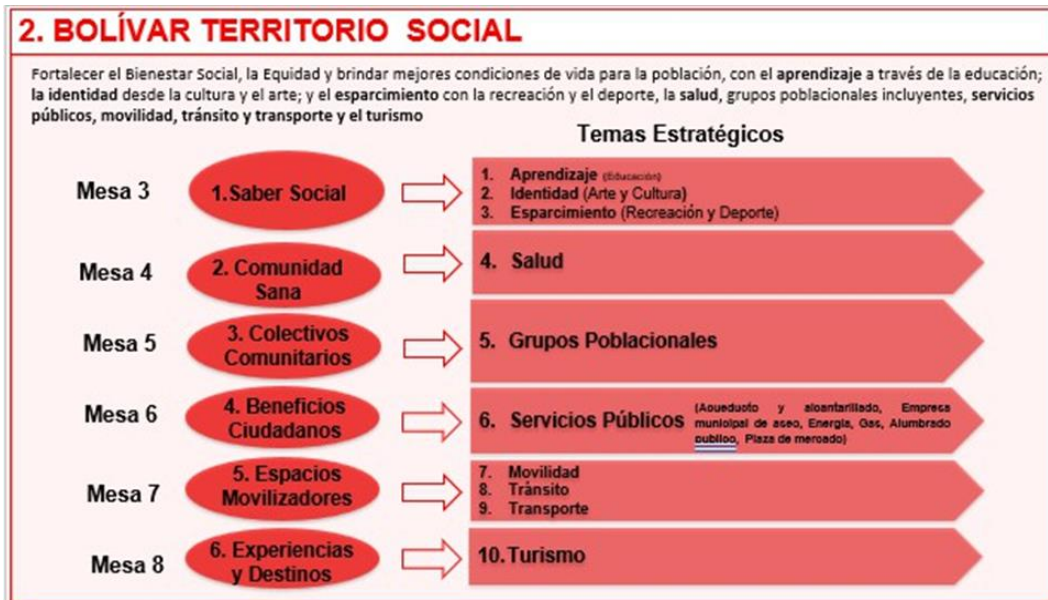 2. BOLÍVAR TERRITORIO SOCIAL
Fortalecer el Bienestar Social, la Equidad y brindar mejores condiciones de vida para la población, con el aprendizaje a través de la educación;
la identidad desde la cultura y el arte; y el esparcimiento con la recreación y el deporte, la salud, grupos poblacionales incluyentes, servicios
públicos, movilidad, tránsito y transporte y el turismo
Temas Estratégicos
Mesa 3
1.Saber Social
1. Aprendizaje (Educación)
2. Identidad (Arte y Cultura)
3. Esparcimiento (Recreación y Deporte)
Mesa 4
2. Comunidad
Sana
4. Salud
Mesa 5
3. Colectivos
Comunitarios
5. Grupos Poblacionales
Mesa 6
4. Beneficios
Ciudadanos
6. Servicios Públicos
(Acueducto y alcantarillado, Empresa
municipal de aseo, Energía, Gas, Alumbrado
publico, Plaza de mercado)
Mesa 7
5. Espacios
Movilizadores
7. Movilidad
8. Tránsito
9. Transporte
Mesa 8
6. Experiencias
y Destinos
10. Turismo